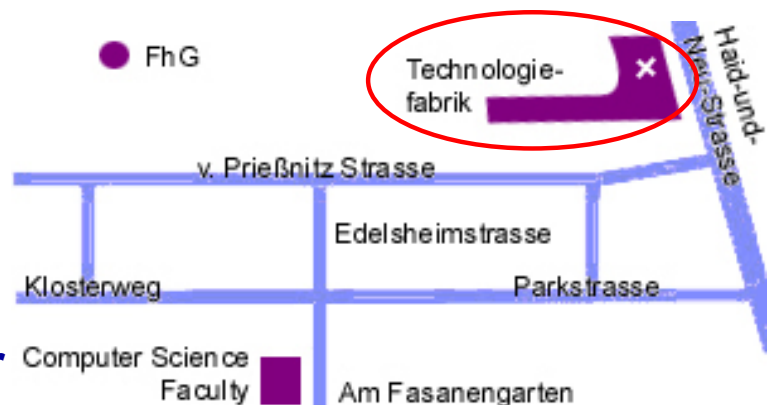 FhG
Technologie-
fabrik
Haid-und-
Neu-Strasse
v. Prießnitz Strasse
Edelsheimstrasse
Klosterweg
Parkstrasse
Computer Science
Faculty
Am Fasanengarten